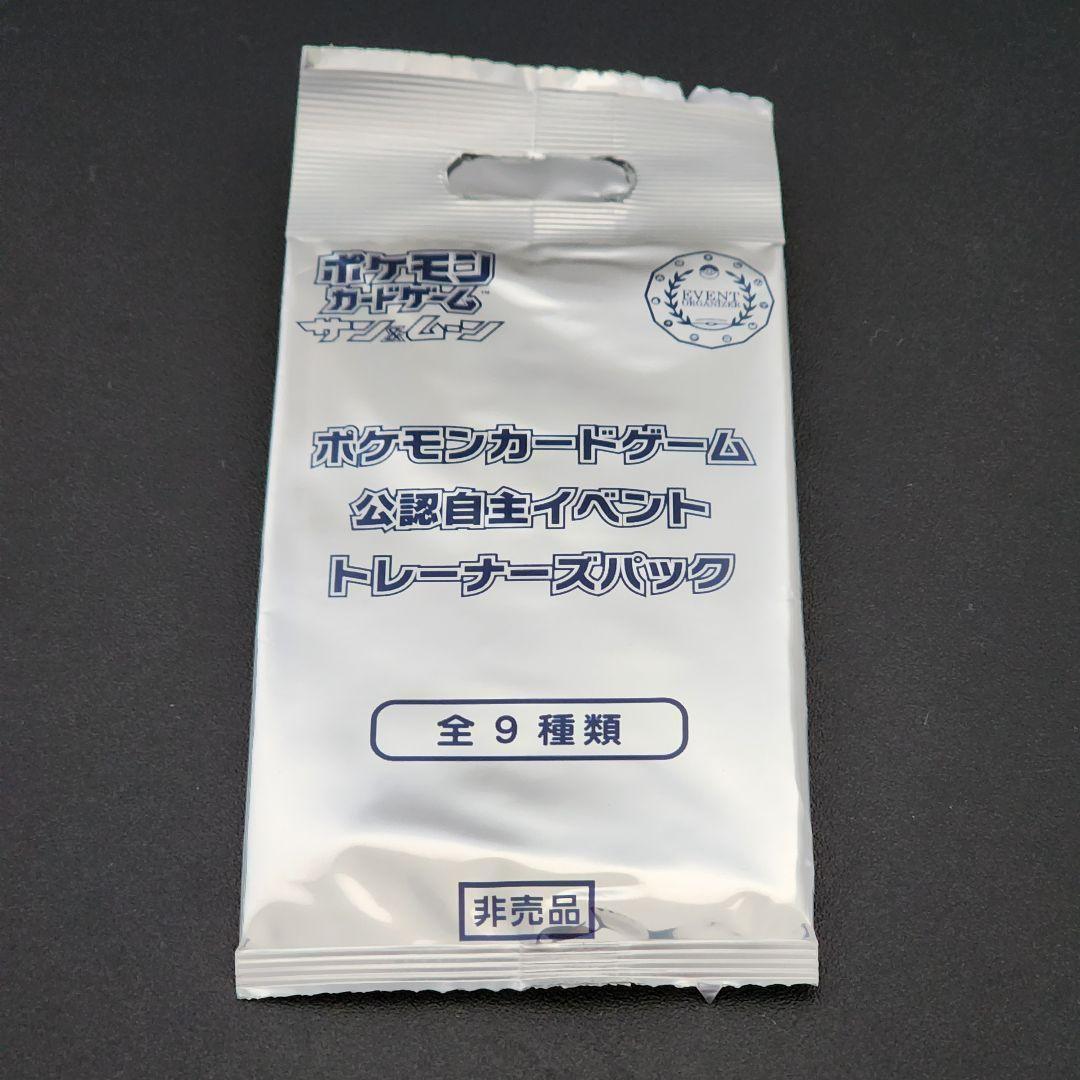 ポケモン
カードゲーム™
サン&ムーン
EVENT
ORGANIZER
ポケモンカードゲーム
公認自主イベント
トレーナーズパック
全9種類
非売品